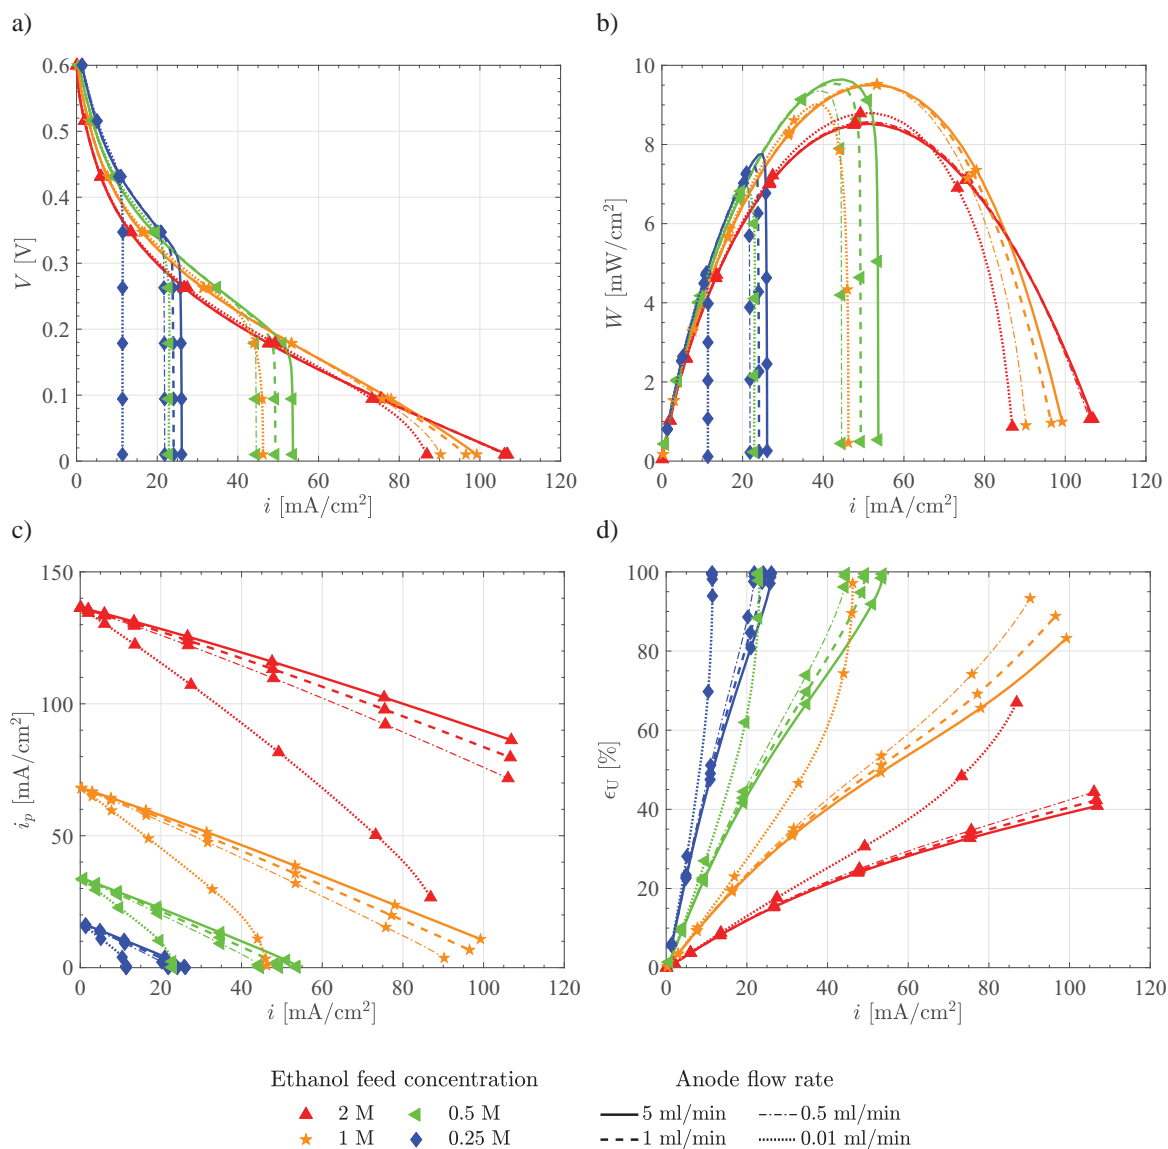 a)
0.6
0.5
0.4
0.3
0.2
0.1
0
V [V]
0 20 40 60 80 100 120
i [mA/cm²]
b)
10
8
6
4
2
0
W [mW/cm²]
0 20 40 60 80 100 120
i [mA/cm²]
c)
150
100
50
0
iₚ [mA/cm²]
0 20 40 60 80 100 120
i [mA/cm²]
d)
100
80
60
40
20
0
ϵ_U [%]
0 20 40 60 80 100 120
i [mA/cm²]
Ethanol feed concentration
2 M 0.5 M
1 M 0.25 M
Anode flow rate
5 ml/min 0.5 ml/min
1 ml/min 0.01 ml/min